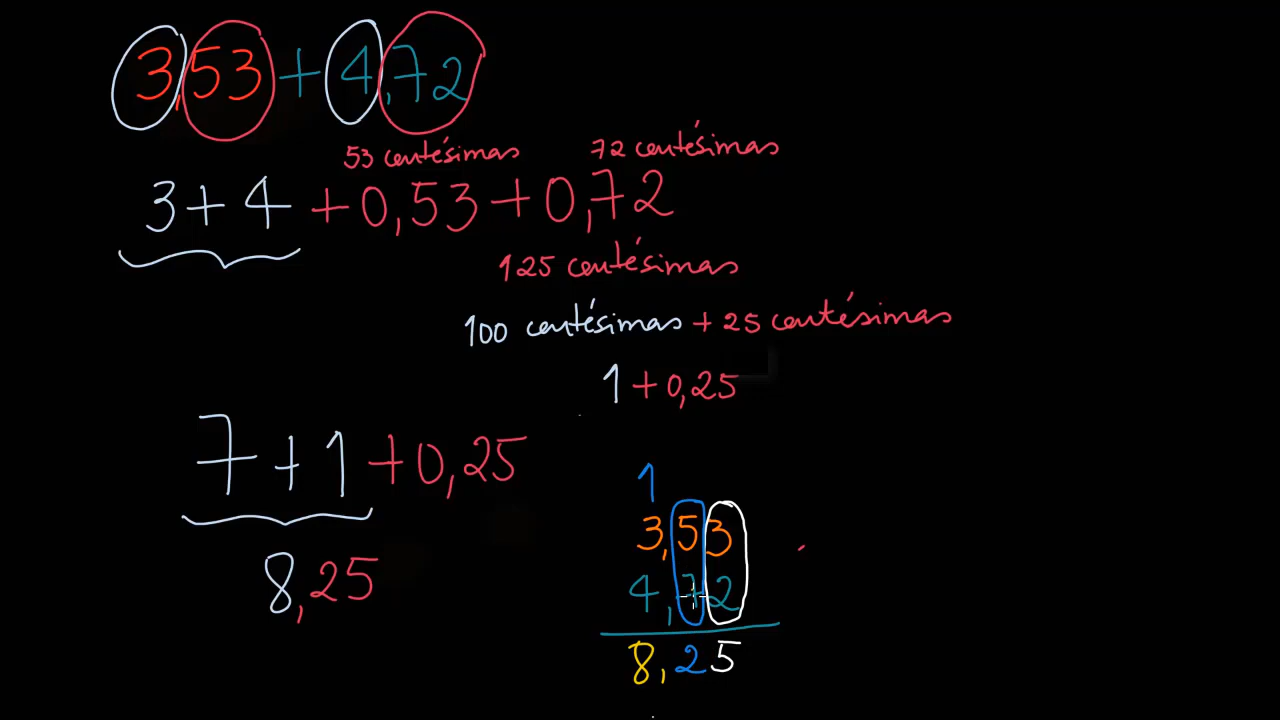 3,53 + 4,72
53 centésimas 72 centésimas
3 + 4 + 0,53 + 0,72
125 centésimas
100 centésimas + 25 centésimas
1 + 0,25
7 + 1 + 0,25
8,25
1
3,53
4,72
8,25